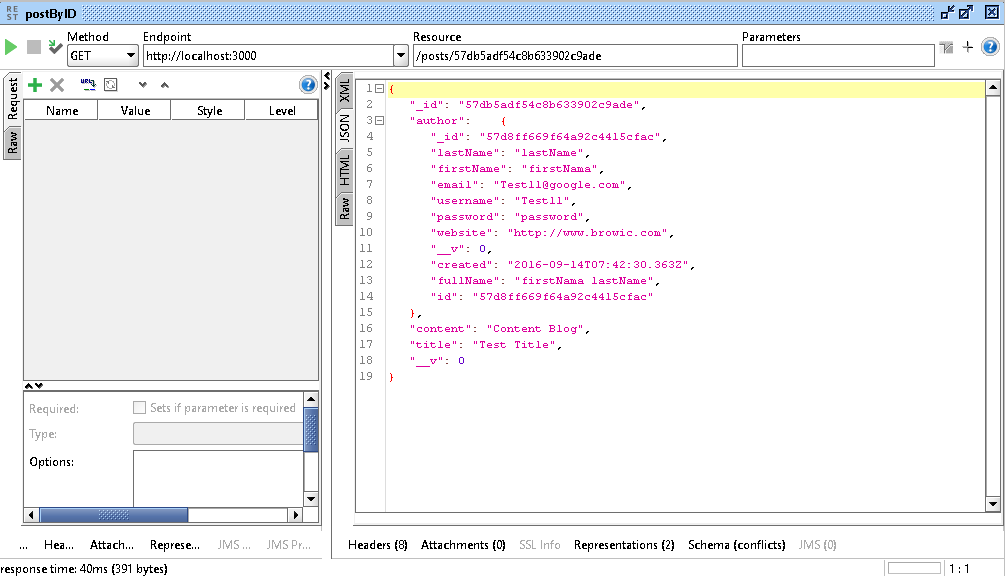 RE ST postByID
Method Endpoint Resource Parameters
GET http://localhost:3000 /posts/57db5adf54c8b633902c9ade
Request
Raw
Name Value Style Level
XML
JSON
HTML
Raw
1 {
2 "_id": "57db5adf54c8b633902c9ade",
3 "author": {
4 "_id": "57d8ff669f64a92c4415cfac",
5 "lastName": "lastName",
6 "firstName": "firstNama",
7 "email": "Test11@google.com",
8 "username": "Test11",
9 "password": "password",
10 "website": "http://www.browic.com",
11 "__v": 0,
12 "created": "2016-09-14T07:42:30.363Z",
13 "fullName": "firstNama lastName",
14 "id": "57d8ff669f64a92c4415cfac"
15 },
16 "content": "Content Blog",
17 "title": "Test Title",
18 "__v": 0
19 }
Required: Sets if parameter is required
Type:
Options:
... Hea... Attach... Represe... JMS ... JMS Pr...
Headers (8) Attachments (0) SSL Info Representations (2) Schema (conflicts) JMS (0)
response time: 40ms (391 bytes)
1 : 1